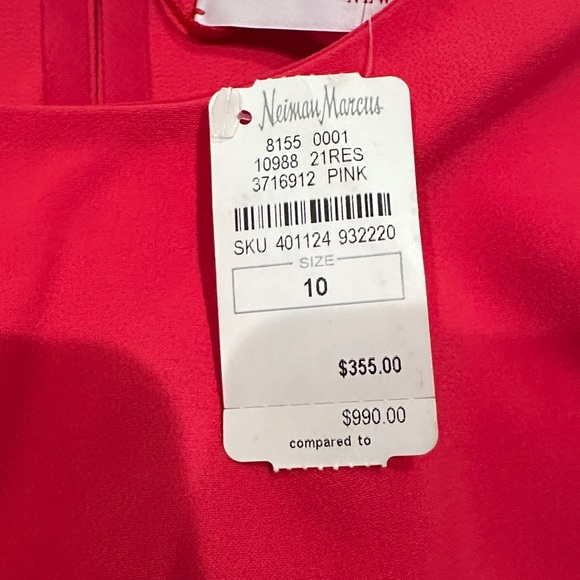 NEW
Neiman Marcus
8155 0001
10988 21RES
3716912 PINK
SKU 401124 932220
SIZE
10
$355.00
$990.00
compared to